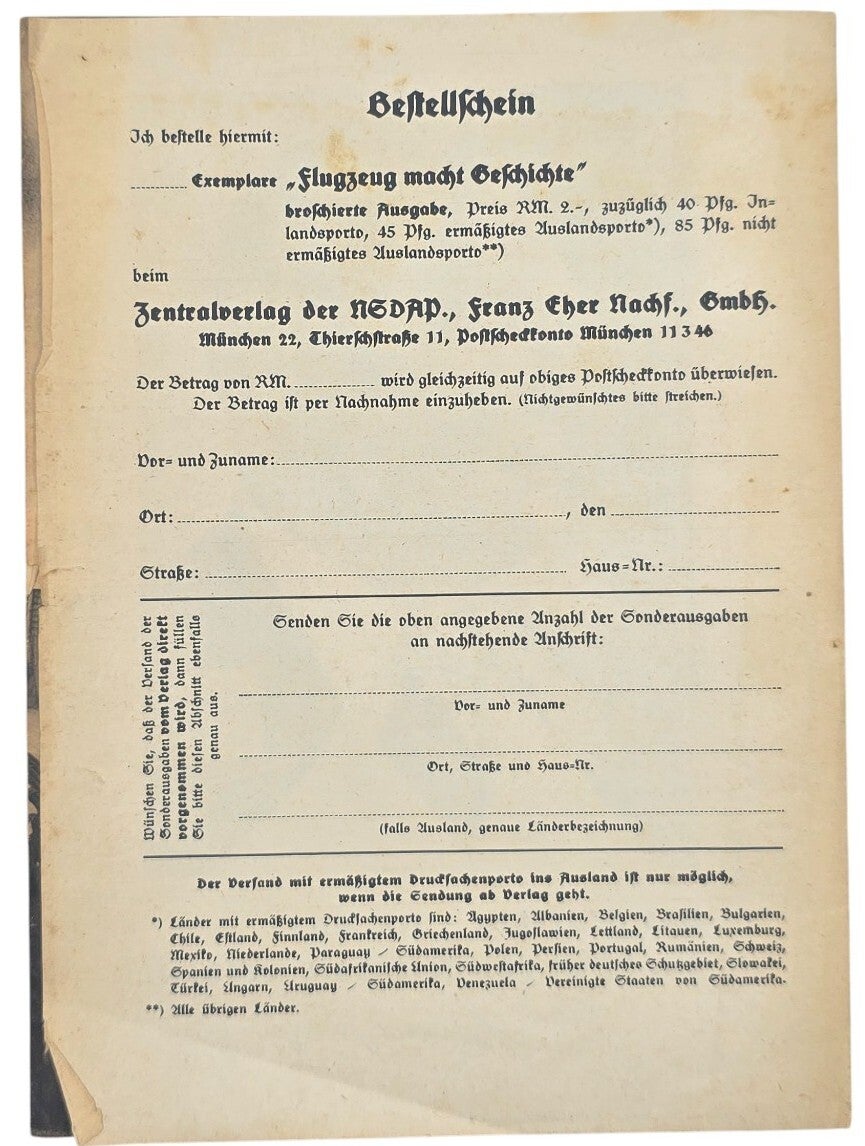 Bestellschein
Ich bestelle hiermit:
............ Exemplare „Flugzeug macht Geschichte"
broschierte Ausgabe, Preis RM. 2.–, zuzüglich 40 Pfg. In=
landsporto, 45 Pfg. ermäßigtes Auslandsporto*), 85 Pfg. nicht
ermäßigtes Auslandsporto**)
beim
Zentralverlag der NSDAP., Franz Eher Nachf., GmbH.
München 22, Thierschstraße 11, Postscheckkonto München 11346
Der Betrag von RM. ................ wird gleichzeitig auf obiges Postscheckkonto überwiesen.
Der Betrag ist per Nachnahme einzuheben. (Nichtgewünschtes bitte streichen.)
Vor= und Zuname:
Ort: , den
Straße: Haus=Nr.:
Wünschen Sie, daß der Versand der
Sonderausgaben vom Verlag direkt
vorgenommen wird, dann füllen
Sie bitte diesen Abschnitt ebenfalls
genau aus.
Senden Sie die oben angegebene Anzahl der Sonderausgaben
an nachstehende Anschrift:
Vor= und Zuname
Ort, Straße und Haus=Nr.
(falls Ausland, genaue Länderbezeichnung)
Der Versand mit ermäßigtem Drucksachenporto ins Ausland ist nur möglich,
wenn die Sendung ab Verlag geht.
*) Länder mit ermäßigtem Drucksachenporto sind: Ägypten, Albanien, Belgien, Brasilien, Bulgarien,
Chile, Estland, Finnland, Frankreich, Griechenland, Jugoslawien, Lettland, Litauen, Luxemburg,
Mexiko, Niederlande, Paraguay / Südamerika, Polen, Persien, Portugal, Rumänien, Schweiz,
Spanien und Kolonien, Südafrikanische Union, Südwestafrika, früher deutsches Schutzgebiet, Slowakei,
Türkei, Ungarn, Uruguay / Südamerika, Venezuela / Vereinigte Staaten von Südamerika.
**) Alle übrigen Länder.